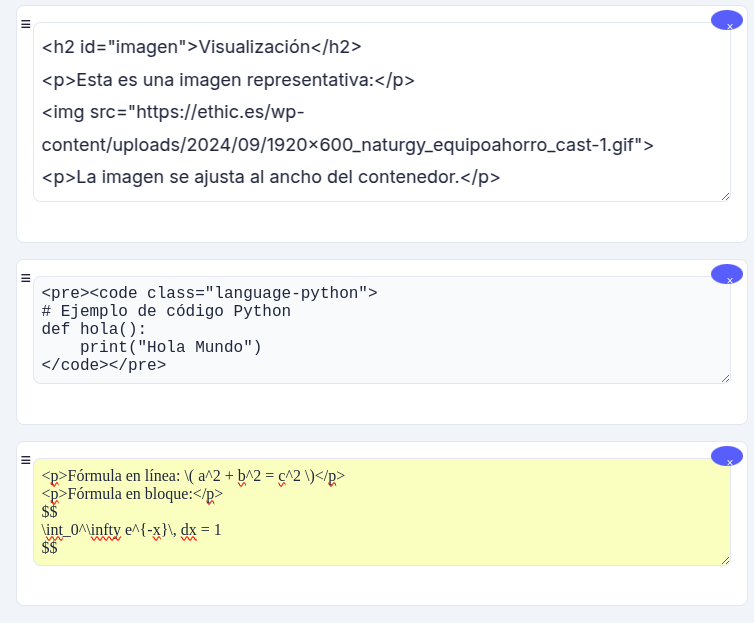 ≡
×
<h2 id="imagen">Visualización</h2>
<p>Esta es una imagen representativa:</p>
<img src="https://ethic.es/wp-
content/uploads/2024/09/1920×600_naturgy_equipoahorro_cast-1.gif">
<p>La imagen se ajusta al ancho del contenedor.</p>
≡
×
<pre><code class="language-python">
# Ejemplo de código Python
def hola():
    print("Hola Mundo")
</code></pre>
≡
×
<p>Fórmula en línea: \( a^2 + b^2 = c^2 \)</p>
<p>Fórmula en bloque:</p>
$$
\int_0^\infty e^{-x}\, dx = 1
$$